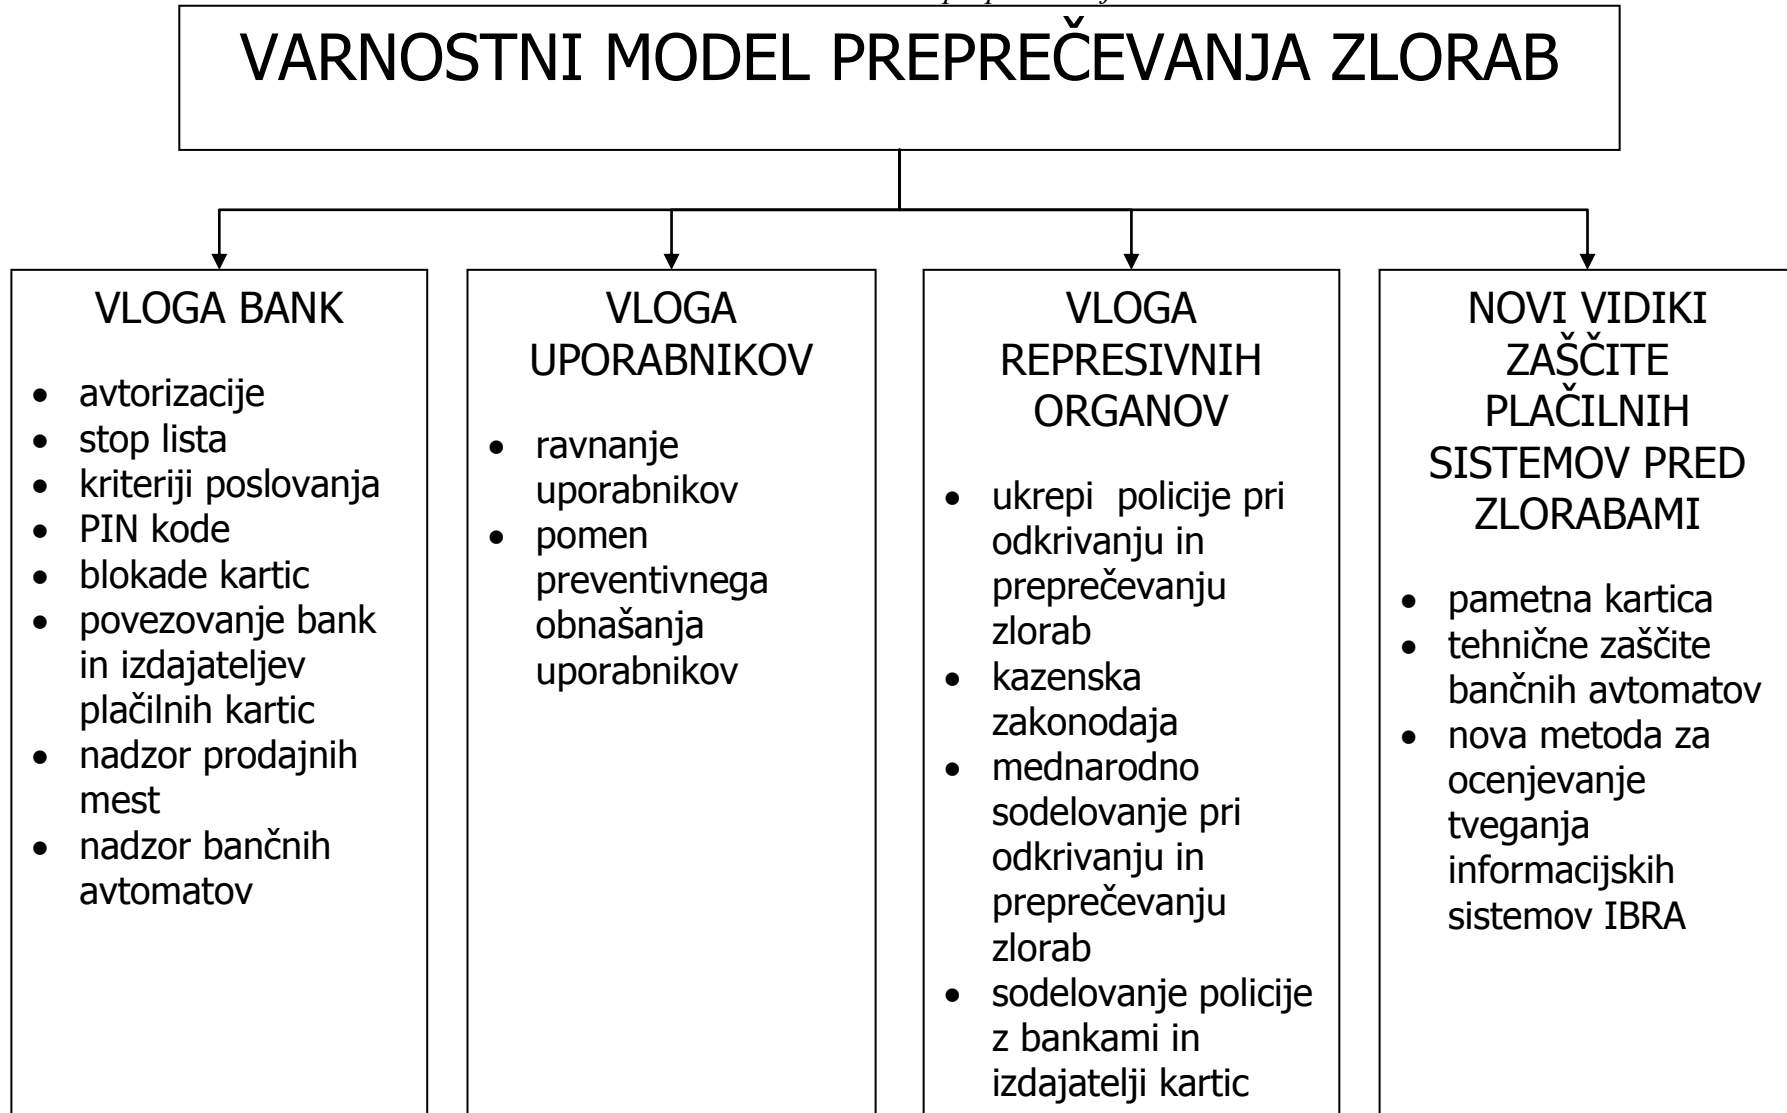 VARNOSTNI MODEL PREPREČEVANJA ZLORAB
VLOGA BANK
• avtorizacije
• stop lista
• kriteriji poslovanja
• PIN kode
• blokade kartic
• povezovanje bank
in izdajateljev
plačilnih kartic
• nadzor prodajnih
mest
• nadzor bančnih
avtomatov
VLOGA
UPORABNIKOV
• ravnanje
uporabnikov
• pomen
preventivnega
obnašanja
uporabnikov
VLOGA
REPRESIVNIH
ORGANOV
• ukrepi policije pri
odkrivanju in
preprečevanju
zlorab
• kazenska
zakonodaja
• mednarodno
sodelovanje pri
odkrivanju in
preprečevanju
zlorab
• sodelovanje policije
z bankami in
izdajatelji kartic
NOVI VIDIKI
ZAŠČITE
PLAČILNIH
SISTEMOV PRED
ZLORABAMI
• pametna kartica
• tehnične zaščite
bančnih avtomatov
• nova metoda za
ocenjevanje
tveganja
informacijskih
sistemov IBRA